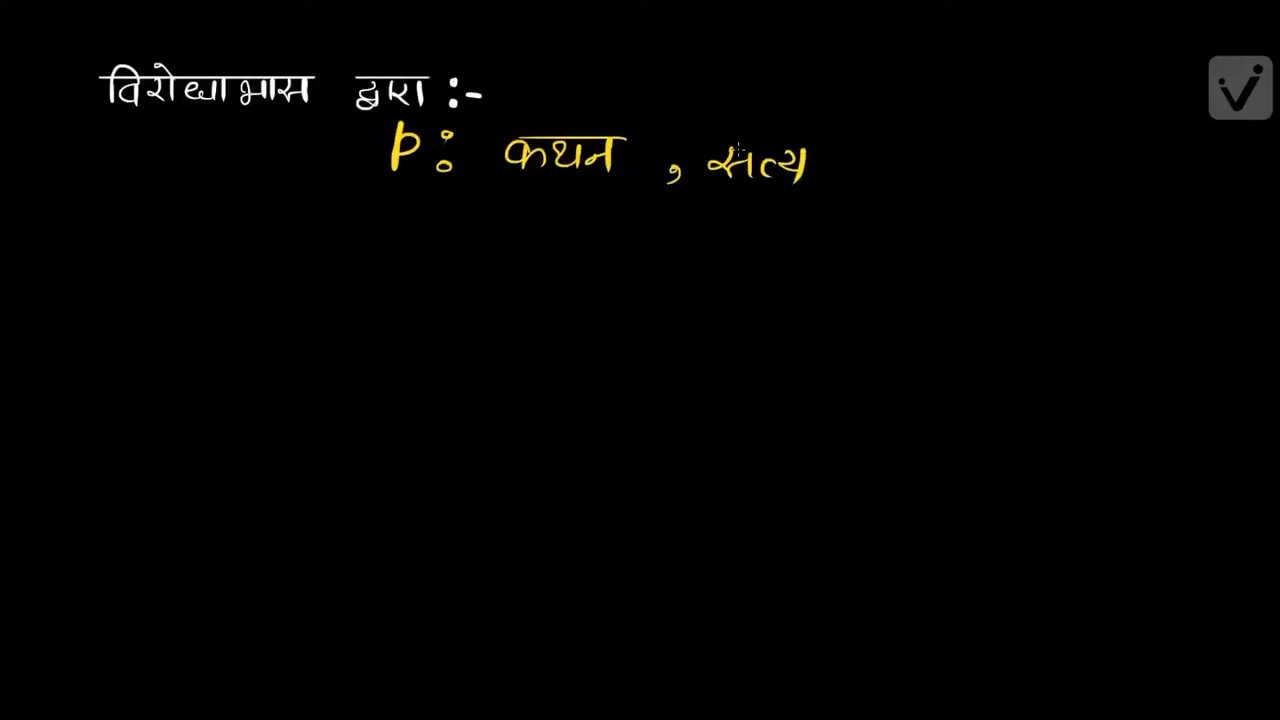 विरोधाभास द्वारा :-
p : कथन , सत्य